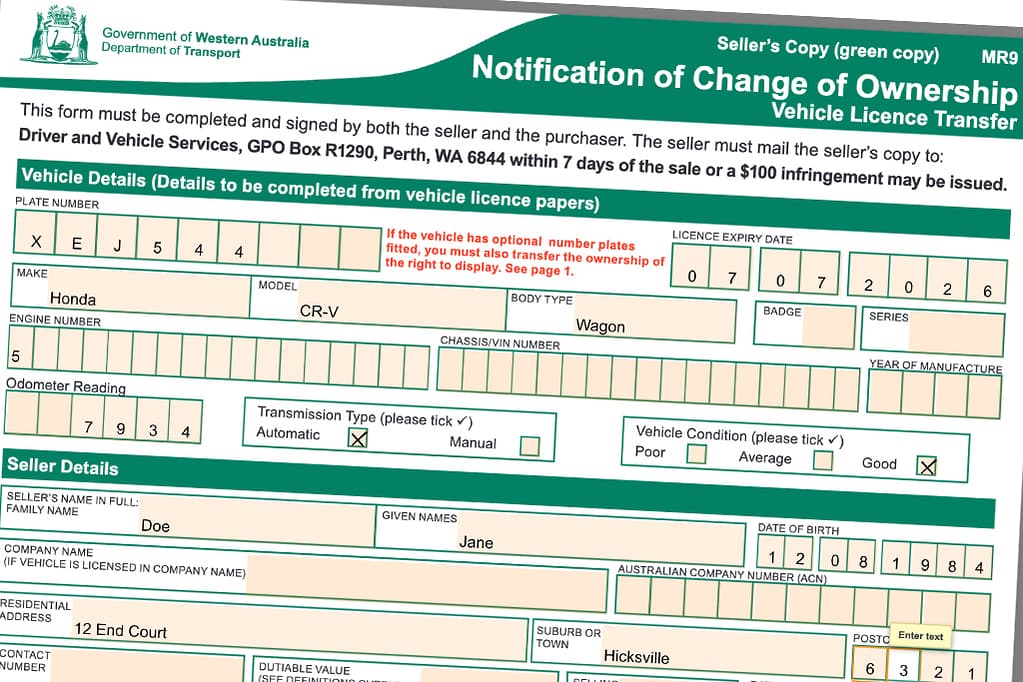 Government of Western Australia
Department of Transport
Seller's Copy (green copy) MR9
Notification of Change of Ownership
Vehicle Licence Transfer
This form must be completed and signed by both the seller and the purchaser. The seller must mail the seller's copy to:
Driver and Vehicle Services, GPO Box R1290, Perth, WA 6844 within 7 days of the sale or a $100 infringement may be issued.
Vehicle Details (Details to be completed from vehicle licence papers)
PLATE NUMBER
X E J 5 4 4
If the vehicle has optional number plates
fitted, you must also transfer the ownership of
the right to display. See page 1.
LICENCE EXPIRY DATE
0 7 0 7 2 0 2 6
MAKE Honda
MODEL CR-V
BODY TYPE Wagon
BADGE
SERIES
ENGINE NUMBER
5
CHASSIS/VIN NUMBER
YEAR OF MANUFACTURE
Odometer Reading
7 9 3 4
Transmission Type (please tick ✓)
Automatic ☒ Manual ☐
Vehicle Condition (please tick ✓)
Poor ☐ Average ☐ Good ☒
Seller Details
SELLER'S NAME IN FULL:
FAMILY NAME Doe
GIVEN NAMES Jane
DATE OF BIRTH
1 2 0 8 1 9 8 4
COMPANY NAME
(IF VEHICLE IS LICENSED IN COMPANY NAME)
AUSTRALIAN COMPANY NUMBER (ACN)
RESIDENTIAL
ADDRESS 12 End Court
SUBURB OR
TOWN Hicksville
Enter text
6 3 2 1
CONTACT
NUMBER
DUTIABLE VALUE